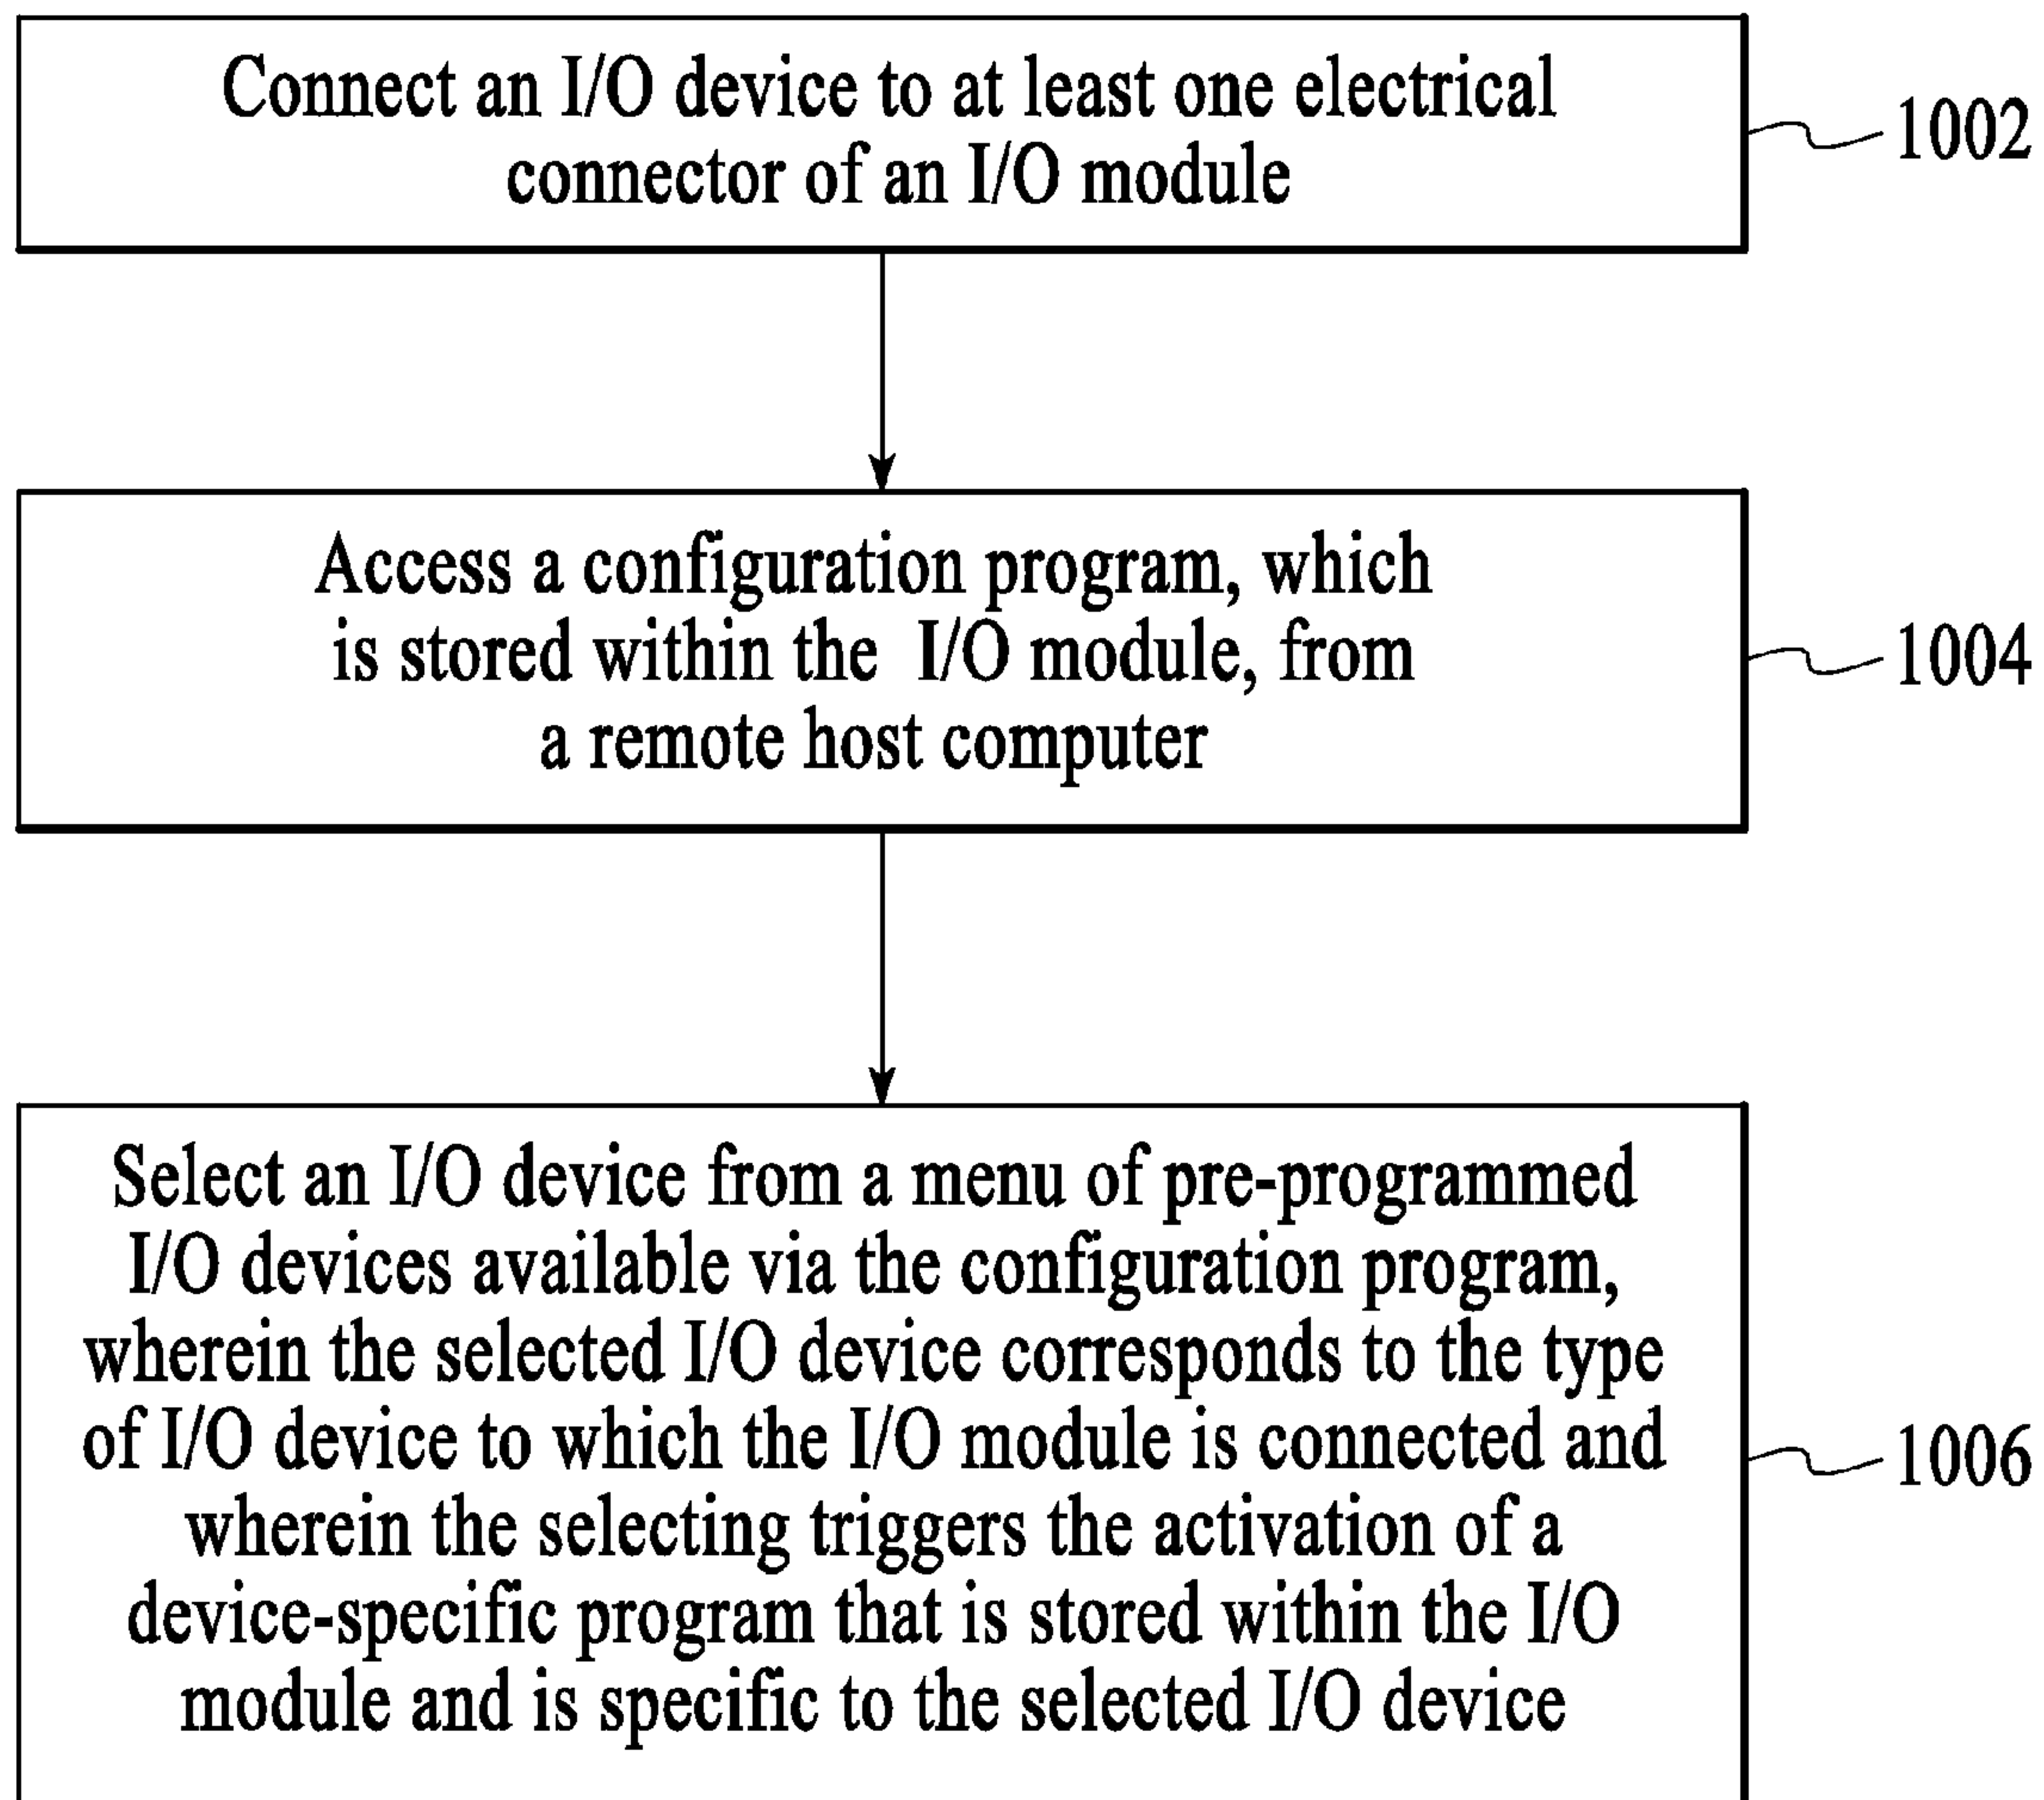 Connect an I/O device to at least one electrical
connector of an I/O module
1002
Access a configuration program, which
is stored within the I/O module, from
a remote host computer
1004
Select an I/O device from a menu of pre-programmed
I/O devices available via the configuration program,
wherein the selected I/O device corresponds to the type
of I/O device to which the I/O module is connected and
wherein the selecting triggers the activation of a
device-specific program that is stored within the I/O
module and is specific to the selected I/O device
1006